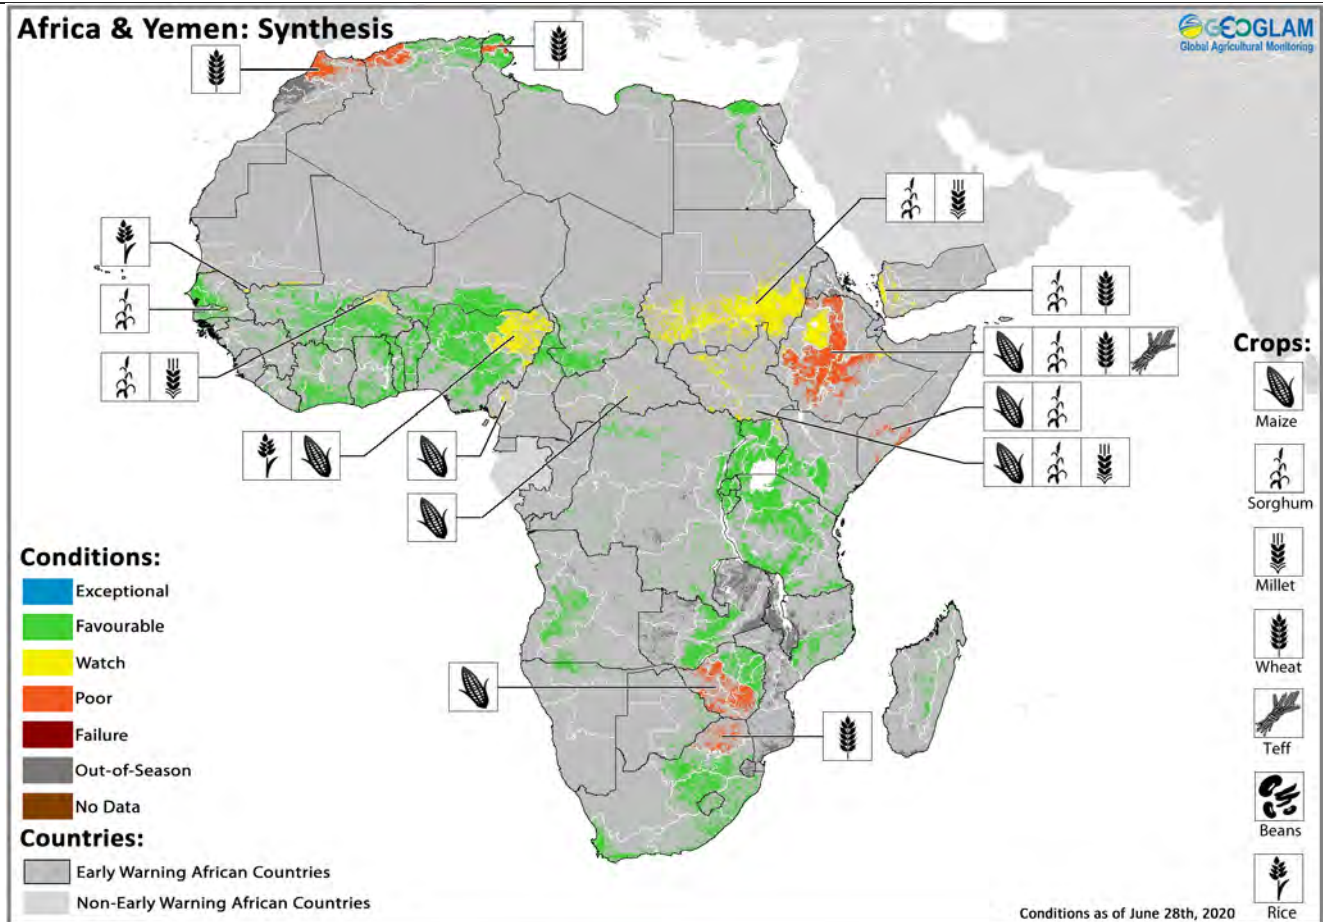 Africa & Yemen: Synthesis
GEOGLAM
Global Agricultural Monitoring
Crops:
Maize
Sorghum
Millet
Wheat
Teff
Beans
Rice
Conditions:
Exceptional
Favourable
Watch
Poor
Failure
Out-of-Season
No Data
Countries:
Early Warning African Countries
Non-Early Warning African Countries
Conditions as of June 28th, 2020